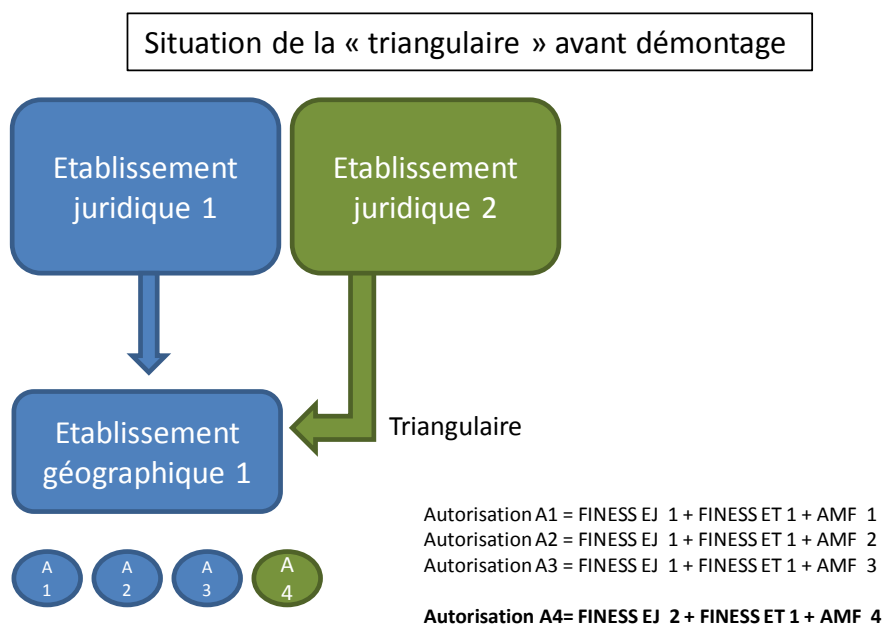 Situation de la « triangulaire » avant démontage
Etablissement
juridique 1
Etablissement
juridique 2
Etablissement
géographique 1
Triangulaire
A
1
A
2
A
3
A
4
Autorisation A1 = FINESS EJ 1 + FINESS ET 1 + AMF 1
Autorisation A2 = FINESS EJ 1 + FINESS ET 1 + AMF 2
Autorisation A3 = FINESS EJ 1 + FINESS ET 1 + AMF 3
Autorisation A4= FINESS EJ 2 + FINESS ET 1 + AMF 4